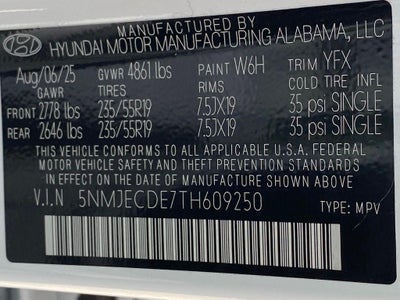 MANUFACTURED BY
HYUNDAI MOTOR MANUFACTURING ALABAMA, LLC
Aug/06/25 GVWR 4861 lbs PAINT W6H TRIM YFX
GAWR TIRES RIMS COLD TIRE INFL
FRONT 2778 lbs 235/55R19 7.5JX19 35 psi SINGLE
REAR 2646 lbs 235/55R19 7.5JX19 35 psi SINGLE
THIS VEHICLE CONFORMS TO ALL APPLICABLE U.S.A. FEDERAL
MOTOR VEHICLE SAFETY AND THEFT PREVENTION STANDARDS
IN EFFECT ON THE DATE OF MANUFACTURE SHOWN ABOVE.
V.I.N 5NMJECDE7TH609250
TYPE: MPV